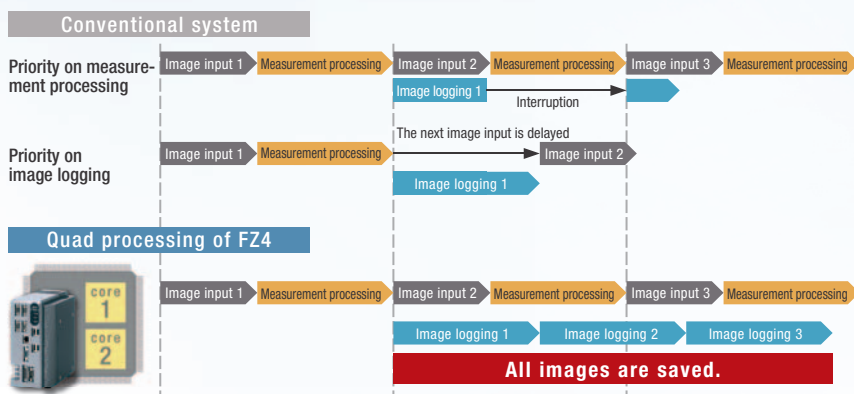 Conventional system
Priority on measure-
ment processing
Image input 1
Measurement processing
Image input 2
Measurement processing
Image input 3
Measurement processing
Image logging 1
Interruption
Priority on
image logging
Image input 1
Measurement processing
The next image input is delayed
Image input 2
Image logging 1
Quad processing of FZ4
core
1
core
2
Image input 1
Measurement processing
Image input 2
Measurement processing
Image input 3
Measurement processing
Image logging 1
Image logging 2
Image logging 3
All images are saved.